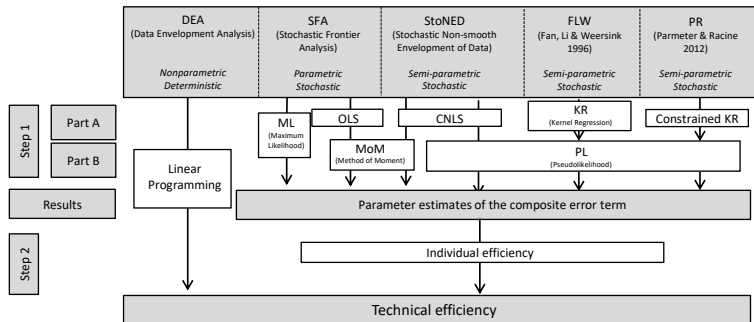 DEA
(Data Envelopment Analysis)
Nonparametric
Deterministic
SFA
(Stochastic Frontier
Analysis)
Parametric
Stochastic
StoNED
(Stochastic Non-smooth
Envelopment of Data)
Semi-parametric
Stochastic
FLW
(Fan, Li & Weersink
1996)
Semi-parametric
Stochastic
PR
(Parmeter & Racine
2012)
Semi-parametric
Stochastic
Step 1
Part A
Part B
Linear
Programming
ML
(Maximum
Likelihood)
OLS
MoM
(Method of Moment)
CNLS
KR
(Kernel Regression)
Constrained KR
PL
(Pseudolikelihood)
Results
Parameter estimates of the composite error term
Step 2
Individual efficiency
Technical efficiency